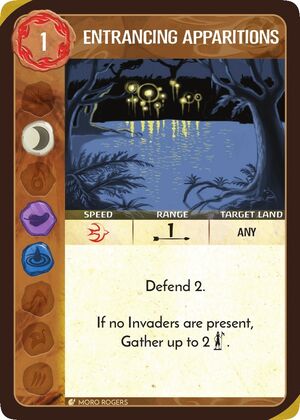 1
ENTRANCING APPARITIONS
SPEED RANGE TARGET LAND
1 ANY
Defend 2.
If no Invaders are present,
Gather up to 2 .
MORO ROGERS